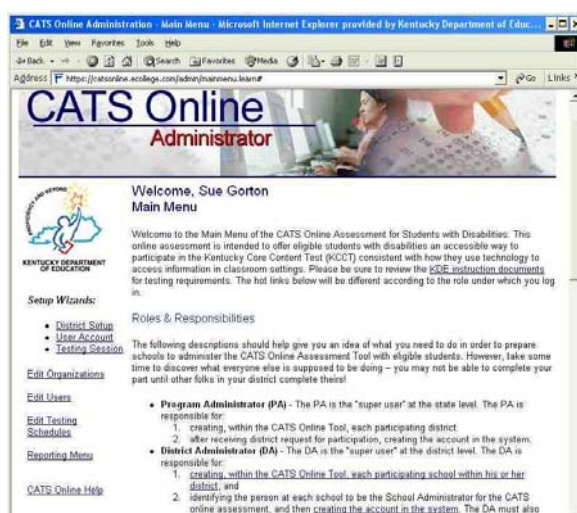 CATS Online Administration - Main Menu - Microsoft Internet Explorer provided by Kentucky Department of Educ...
File Edit View Favorites Tools Help
Back Search Favorites Media
Address https://catsonline.ecollege.com/admin/mainmenu.learn# Go Links
CATS Online
Administrator
PROFICIENCY AND BEYOND
KENTUCKY DEPARTMENT
OF EDUCATION
Setup Wizards:
• District Setup
• User Account
• Testing Session
Edit Organizations
Edit Users
Edit Testing
Schedules
Reporting Menu
CATS Online Help
Welcome, Sue Gorton
Main Menu
Welcome to the Main Menu of the CATS Online Assessment for Students with Disabilities. This
online assessment is intended to offer eligible students with disabilities an accessible way to
participate in the Kentucky Core Content Test (KCCT) consistent with how they use technology to
access information in classroom settings. Please be sure to review the KDE instruction documents
for testing requirements. The hot links below will be different according to the role under which you log
in.
Roles & Responsibilities
The following descriptions should help give you an idea of what you need to do in order to prepare
schools to administer the CATS Online Assessment Tool with eligible students. However, take some
time to discover what everyone else is supposed to be doing – you may not be able to complete your
part until other folks in your district complete theirs!
• Program Administrator (PA) - The PA is the "super user" at the state level. The PA is
responsible for:
1. creating, within the CATS Online Tool, each participating district.
2. after receiving district request for participation, creating the account in the system.
• District Administrator (DA) - The DA is the "super user" at the district level. The DA is
responsible for:
1. creating, within the CATS Online Tool, each participating school within his or her
district, and
2. identifying the person at each school to be the School Administrator for the CATS
online assessment, and then creating the account in the system. The DA must also